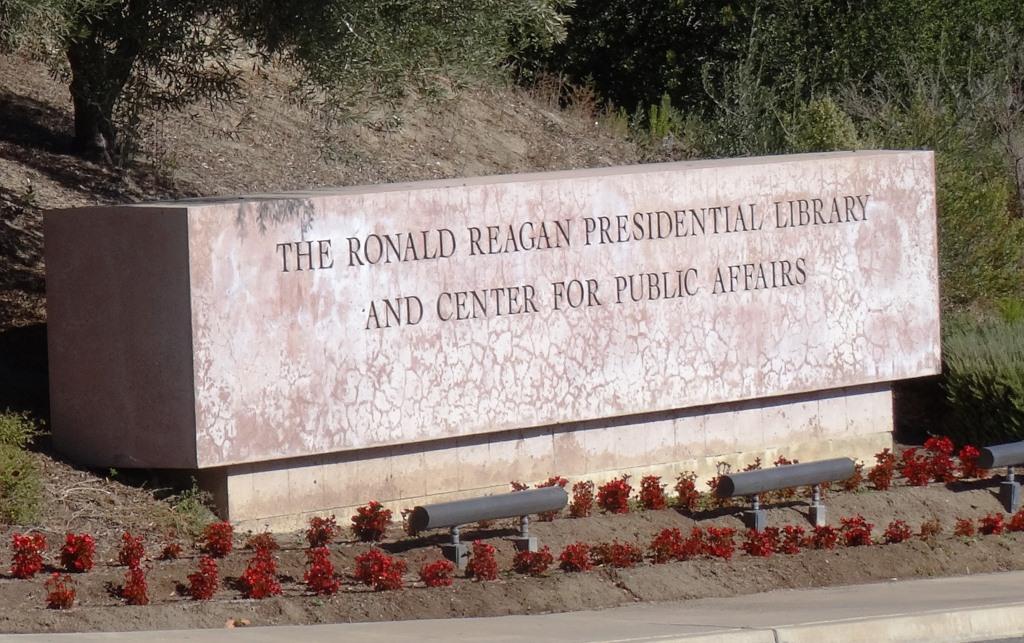 THE RONALD REAGAN PRESIDENTIAL LIBRARY
AND CENTER FOR PUBLIC AFFAIRS